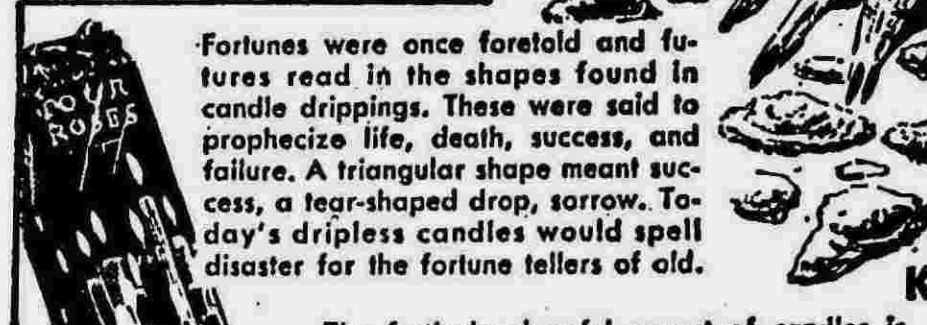 Fortunes were once foretold and fu-
tures read in the shapes found in
candle drippings. These were said to
prophecize life, death, success, and
failure. A triangular shape meant suc-
cess, a tear-shaped drop, sorrow. To-
day's dripless candles would spell
disaster for the fortune tellers of old.
FOUR
ROSES
K